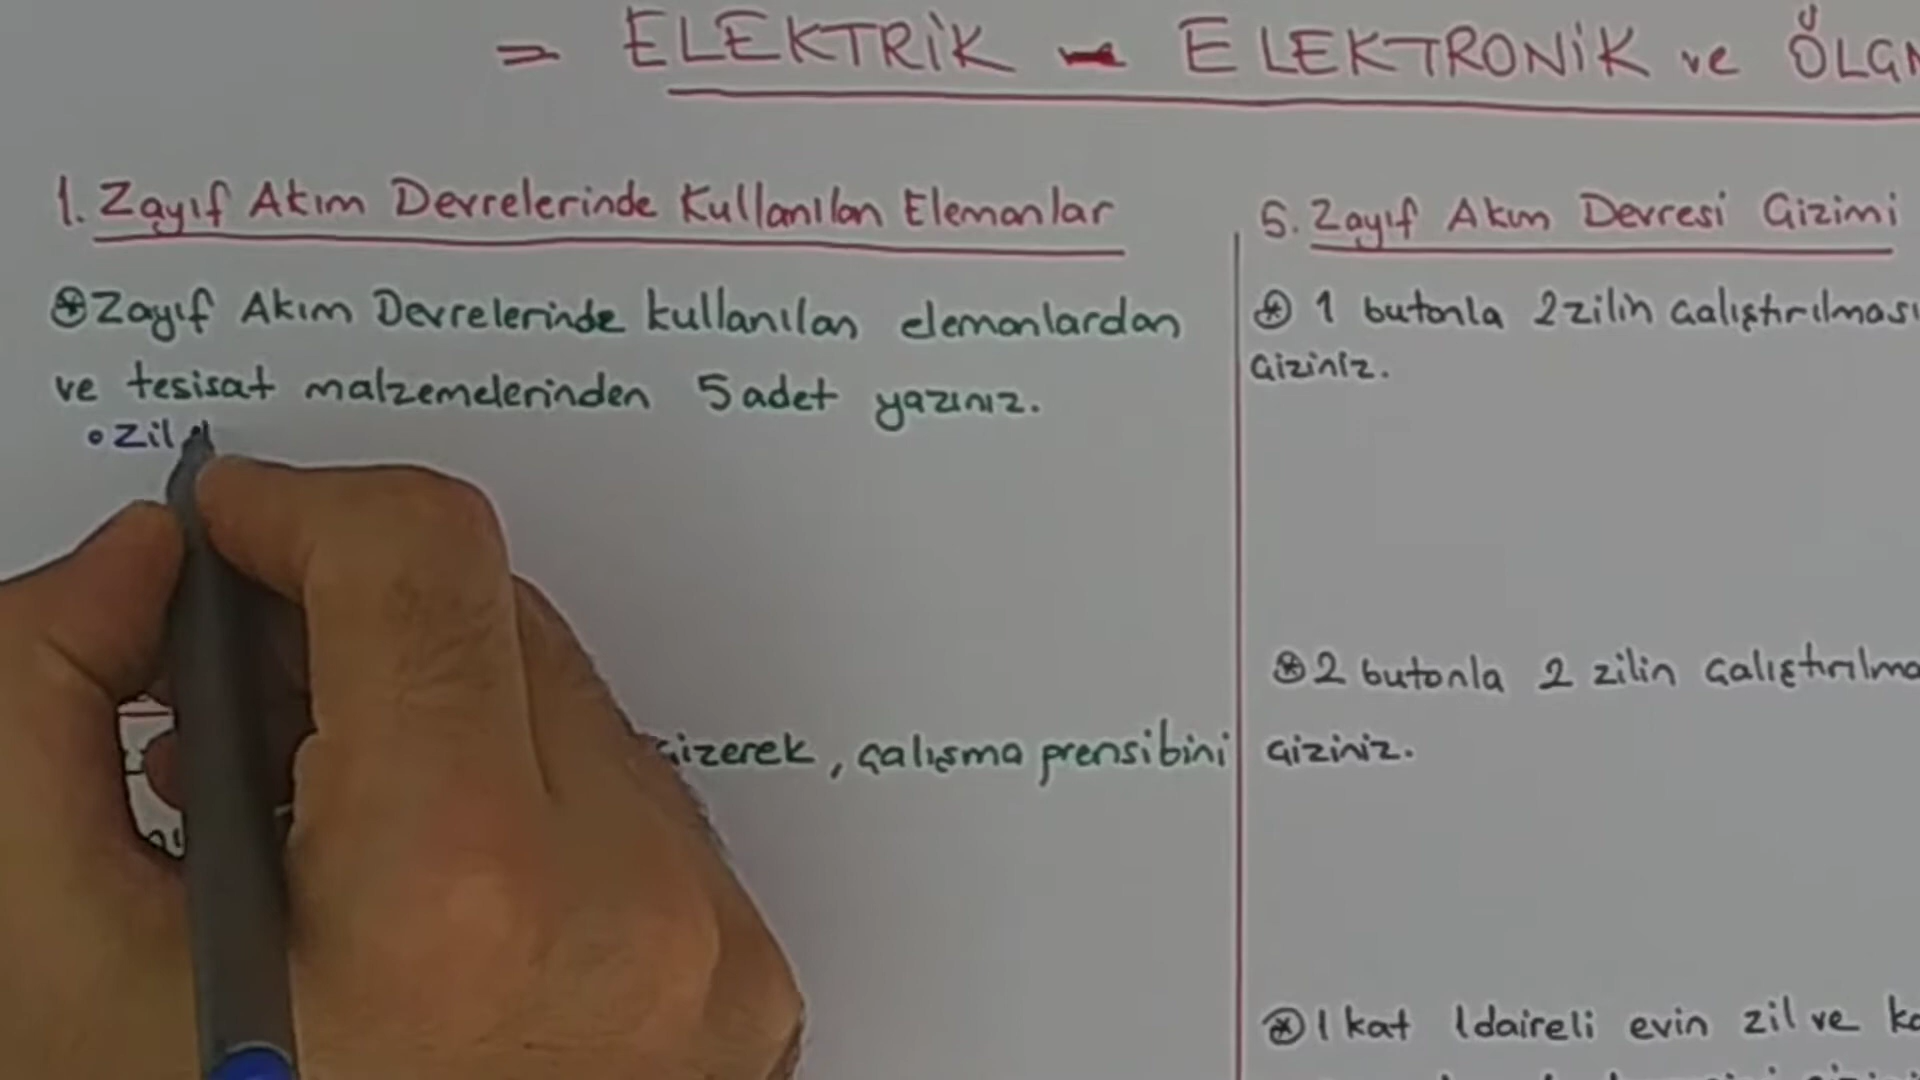 = ELEKTRİK - ELEKTRONİK ve
1. Zayıf Akım Devrelerinde Kullanılan Elemanlar
⊛ Zayıf Akım Devrelerinde kullanılan elemanlardan
ve tesisat malzemelerinden 5 adet yazınız.
• Zil
çizerek, çalışma prensibini
5. Zayıf Akım Devresi Çizimi
⊛ 1 butonla 2 zilin çalıştırılması
çiziniz.
⊛ 2 butonla 2 zilin
çiziniz.
⊛ 1 kat 1 daireli evin zil ve